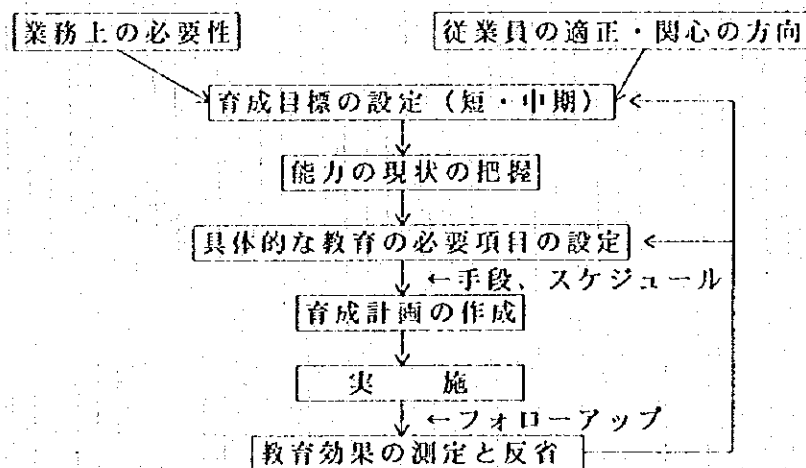 業務上の必要性
従業員の適正・関心の方向
育成目標の設定（短・中期）
能力の現状の把握
具体的な教育の必要項目の設定
←手段、スケジュール
育成計画の作成
実　施
←フォローアップ
教育効果の測定と反省